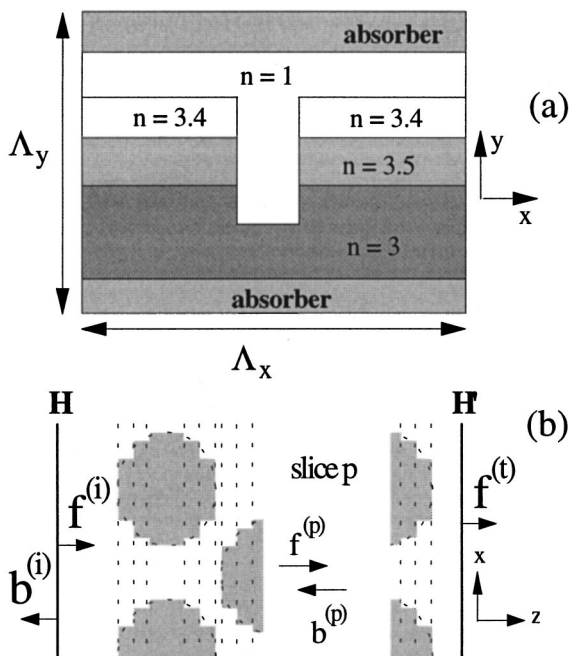 absorber
n = 1
(a)
n = 3.4 n = 3.4
Λy
y
n = 3.5
x
n = 3
absorber
Λx
H H' (b)
slice p
f(i) f(p) f(t)
x
b(i) b(p) z